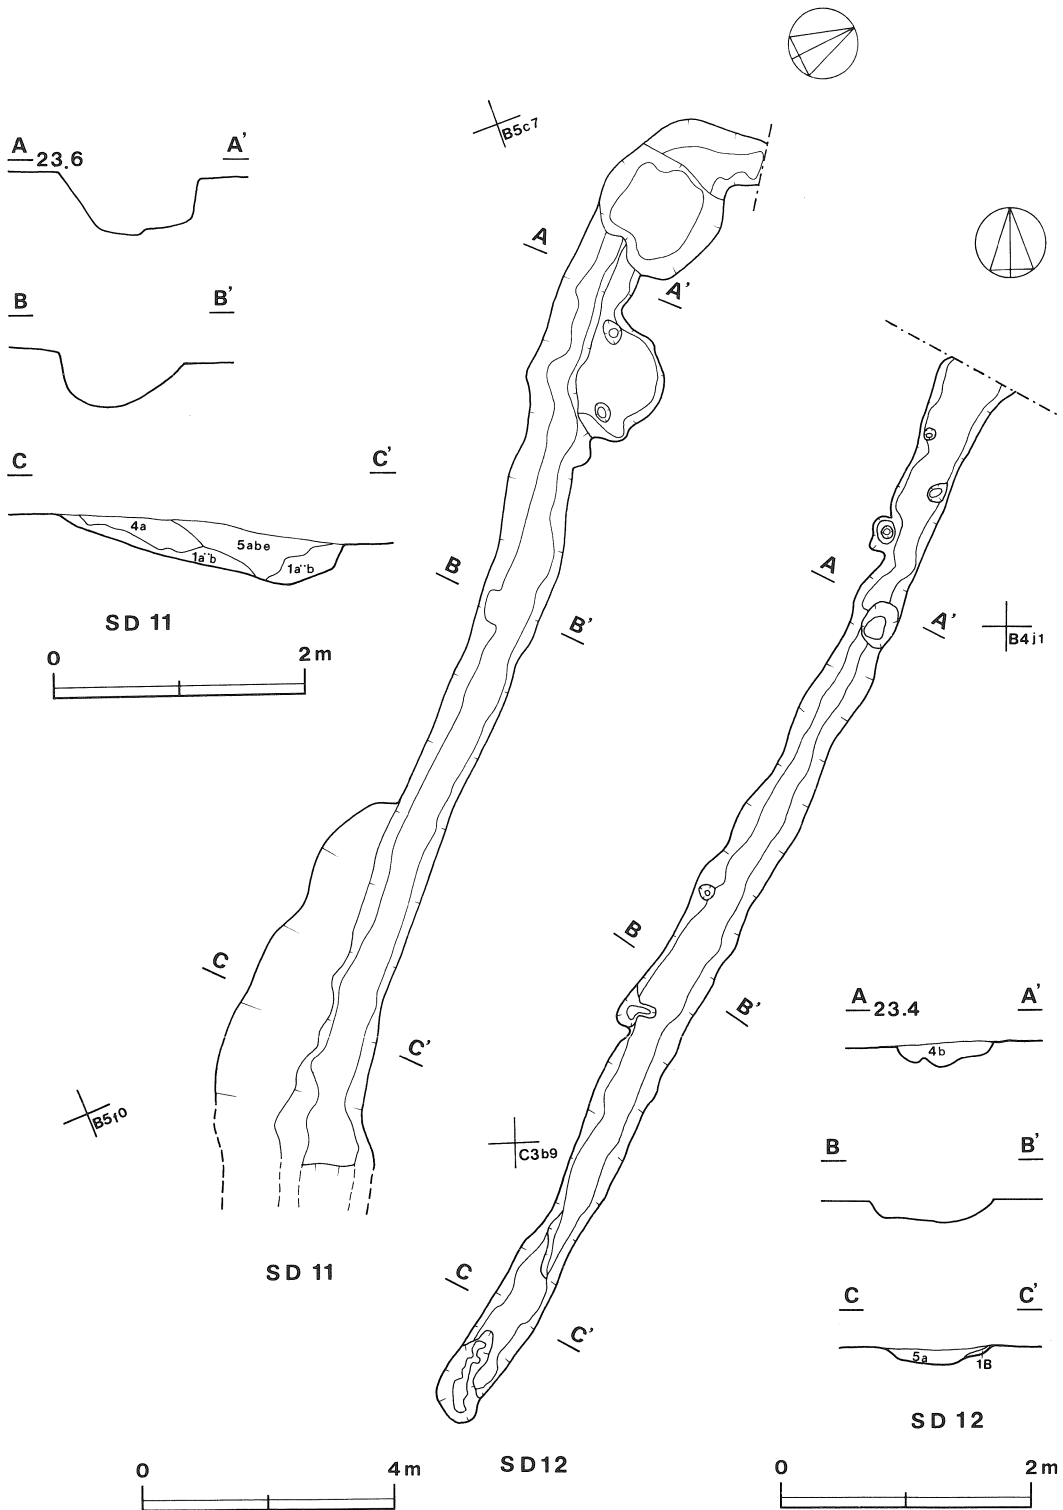 A 23.6 A'
B B'
C C'
4a
5abe
1a¨b 1a¨b
SD 11
0 2m
B5c7
A
A'
B
B'
C
C'
B5f0
SD 11
A
A'
B4j1
B
B'
C3b9
C
C'
SD12
0 4m
A 23.4 A'
4b
B B'
C C'
5a 1B
SD 12
0 2m